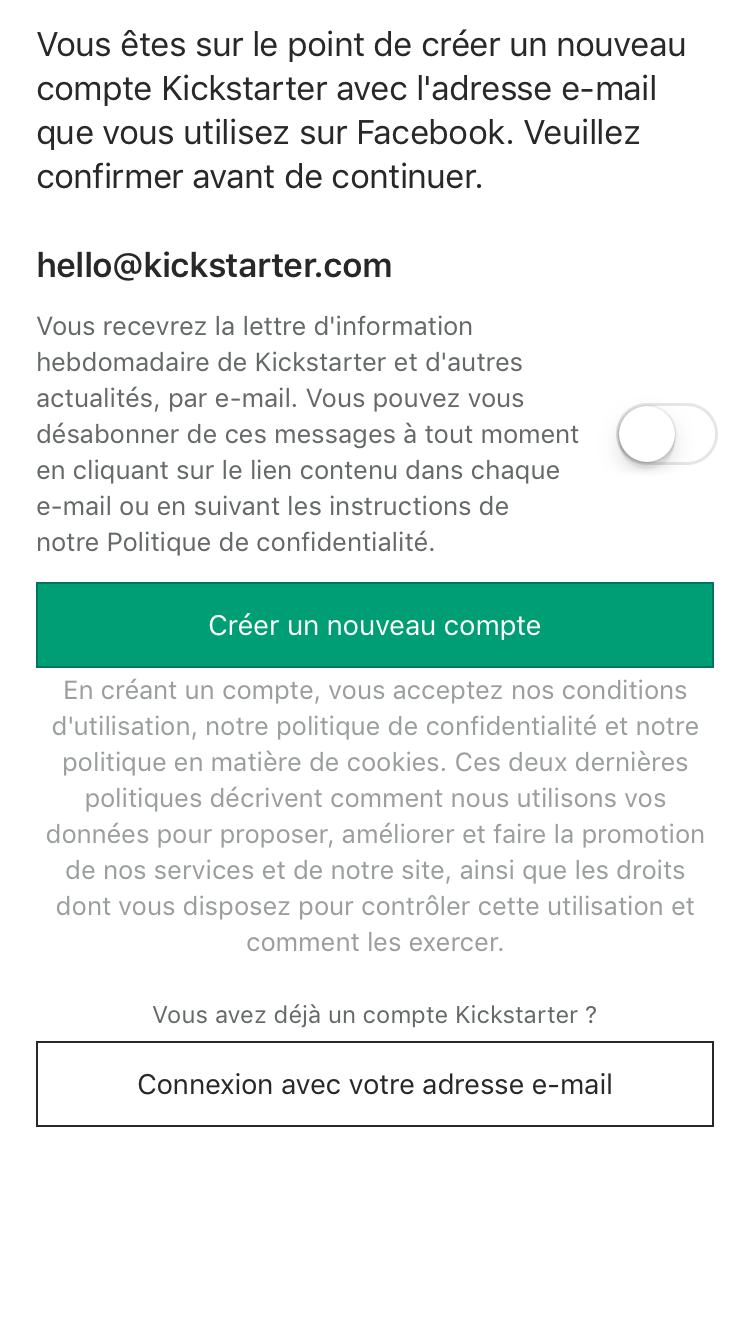 Vous êtes sur le point de créer un nouveau
compte Kickstarter avec l'adresse e-mail
que vous utilisez sur Facebook. Veuillez
confirmer avant de continuer.
hello@kickstarter.com
Vous recevrez la lettre d'information
hebdomadaire de Kickstarter et d'autres
actualités, par e-mail. Vous pouvez vous
désabonner de ces messages à tout moment
en cliquant sur le lien contenu dans chaque
e-mail ou en suivant les instructions de
notre Politique de confidentialité.
Créer un nouveau compte
En créant un compte, vous acceptez nos conditions
d'utilisation, notre politique de confidentialité et notre
politique en matière de cookies. Ces deux dernières
politiques décrivent comment nous utilisons vos
données pour proposer, améliorer et faire la promotion
de nos services et de notre site, ainsi que les droits
dont vous disposez pour contrôler cette utilisation et
comment les exercer.
Vous avez déjà un compte Kickstarter ?
Connexion avec votre adresse e-mail